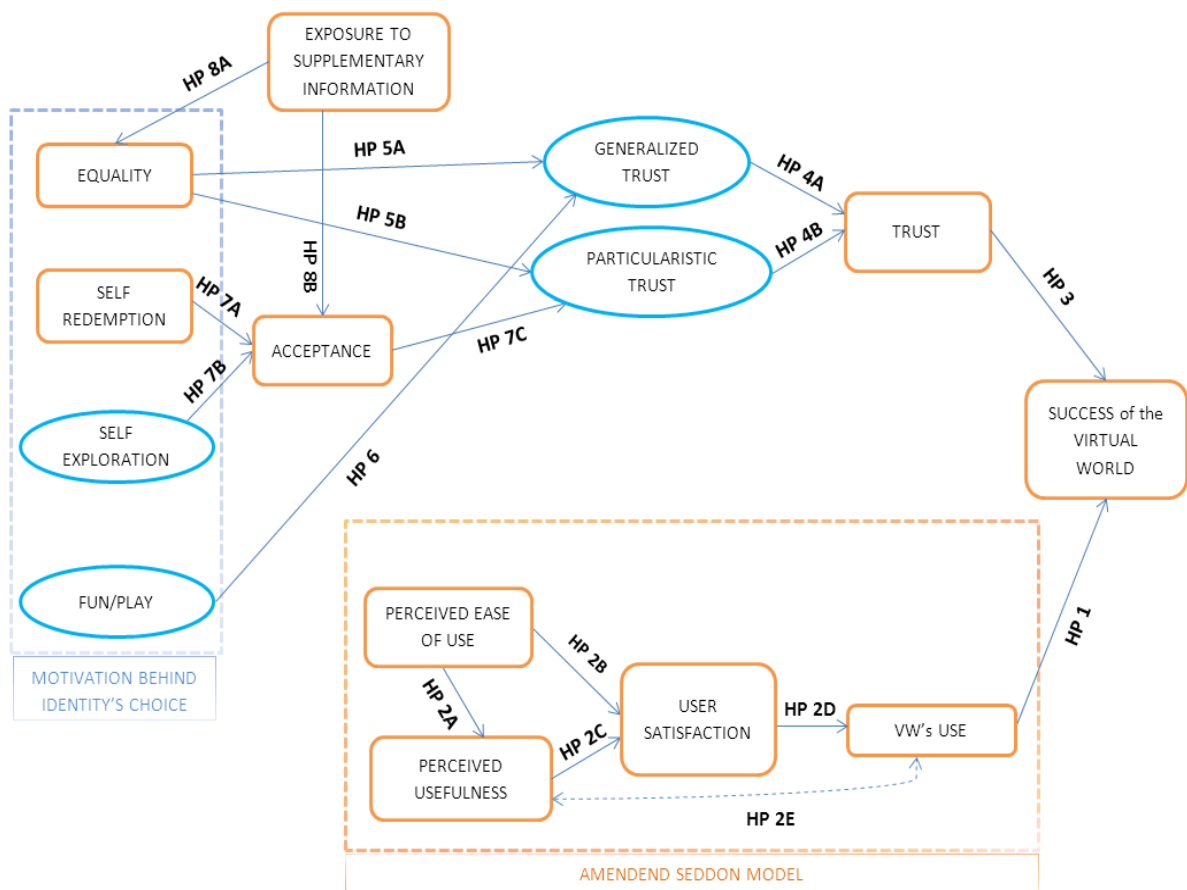 EXPOSURE TO
SUPPLEMENTARY
INFORMATION
HP 8A
EQUALITY
HP 5A
GENERALIZED
TRUST
HP 4A
HP 5B
HP 8B
PARTICULARISTIC
TRUST
HP 4B
TRUST
HP 3
SELF
REDEMPTION
HP 7A
ACCEPTANCE
HP 7C
HP 7B
SELF
EXPLORATION
HP 6
SUCCESS of the
VIRTUAL
WORLD
FUN/PLAY
MOTIVATION BEHIND
IDENTITY'S CHOICE
PERCEIVED EASE
OF USE
HP 2B
HP 2A
USER
SATISFACTION
HP 2D
VW's USE
HP 1
HP 2C
PERCEIVED
USEFULNESS
HP 2E
AMENDEND SEDDON MODEL